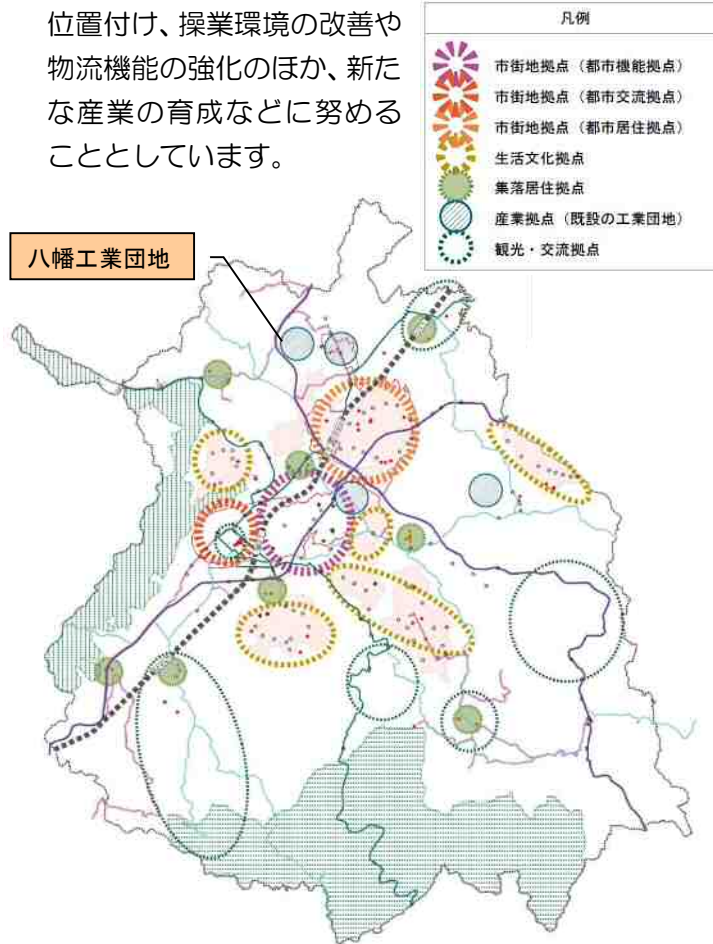 位置付け、操業環境の改善や
物流機能の強化のほか、新た
な産業の育成などに努める
こととしています。
凡例
市街地拠点（都市機能拠点）
市街地拠点（都市交流拠点）
市街地拠点（都市居住拠点）
生活文化拠点
集落居住拠点
産業拠点（既設の工業団地）
観光・交流拠点
八幡工業団地